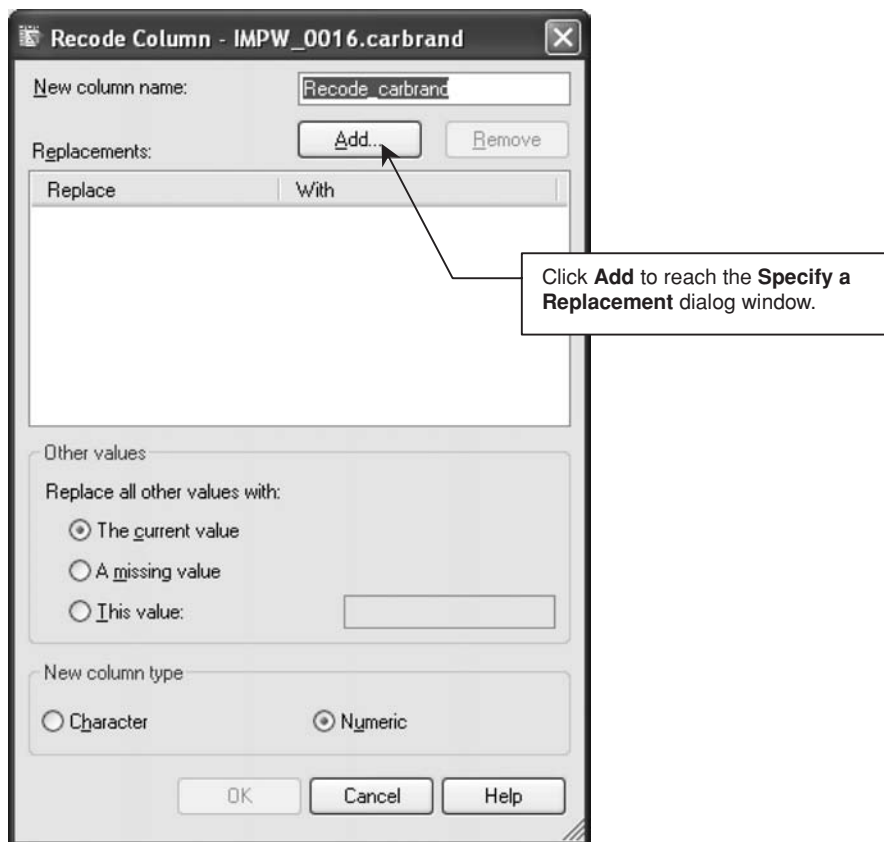 Recode Column - IMPW_0016.carbrand
New column name: Recode_carbrand
Add... Remove
Replacements:
Replace With
Click Add to reach the Specify a
Replacement dialog window.
Other values
Replace all other values with:
The current value
A missing value
This value:
New column type
Character Numeric
OK Cancel Help